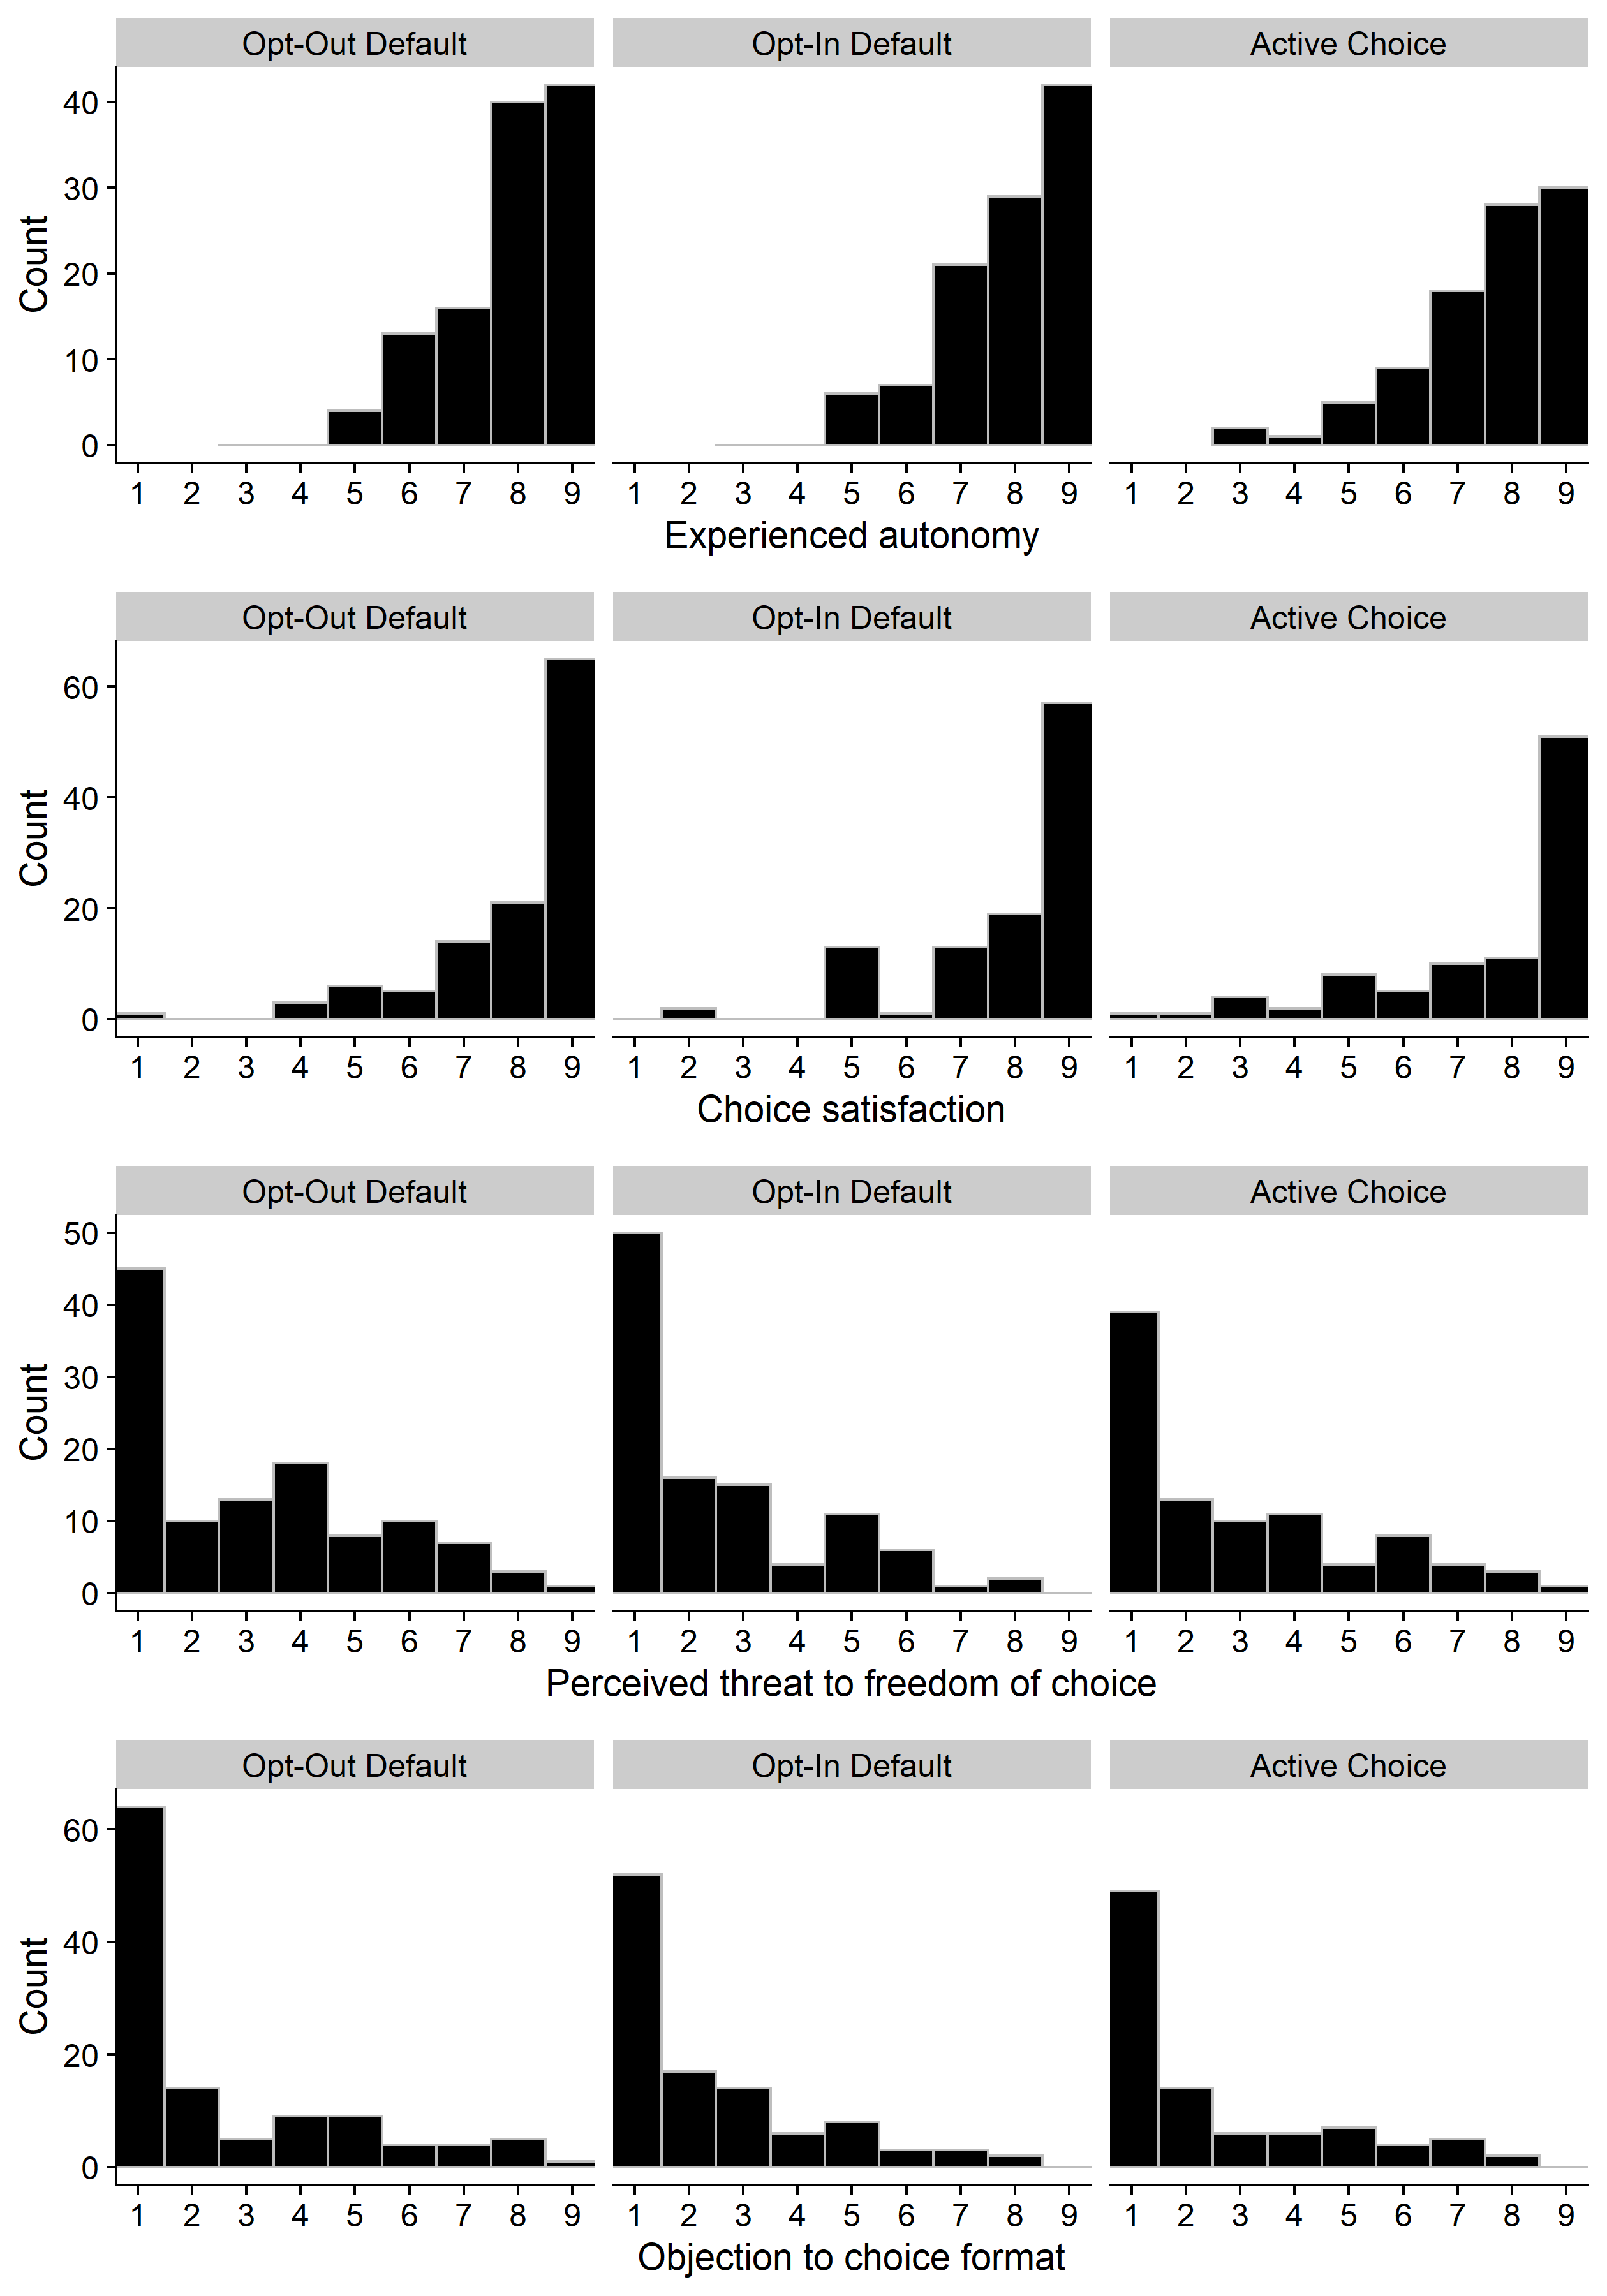 Opt-Out Default Opt-In Default Active Choice
40
30
20
10
0
Count
1 2 3 4 5 6 7 8 9 1 2 3 4 5 6 7 8 9 1 2 3 4 5 6 7 8 9
Experienced autonomy
Opt-Out Default Opt-In Default Active Choice
60
40
20
0
Count
1 2 3 4 5 6 7 8 9 1 2 3 4 5 6 7 8 9 1 2 3 4 5 6 7 8 9
Choice satisfaction
Opt-Out Default Opt-In Default Active Choice
50
40
30
20
10
0
Count
1 2 3 4 5 6 7 8 9 1 2 3 4 5 6 7 8 9 1 2 3 4 5 6 7 8 9
Perceived threat to freedom of choice
Opt-Out Default Opt-In Default Active Choice
60
40
20
0
Count
1 2 3 4 5 6 7 8 9 1 2 3 4 5 6 7 8 9 1 2 3 4 5 6 7 8 9
Objection to choice format